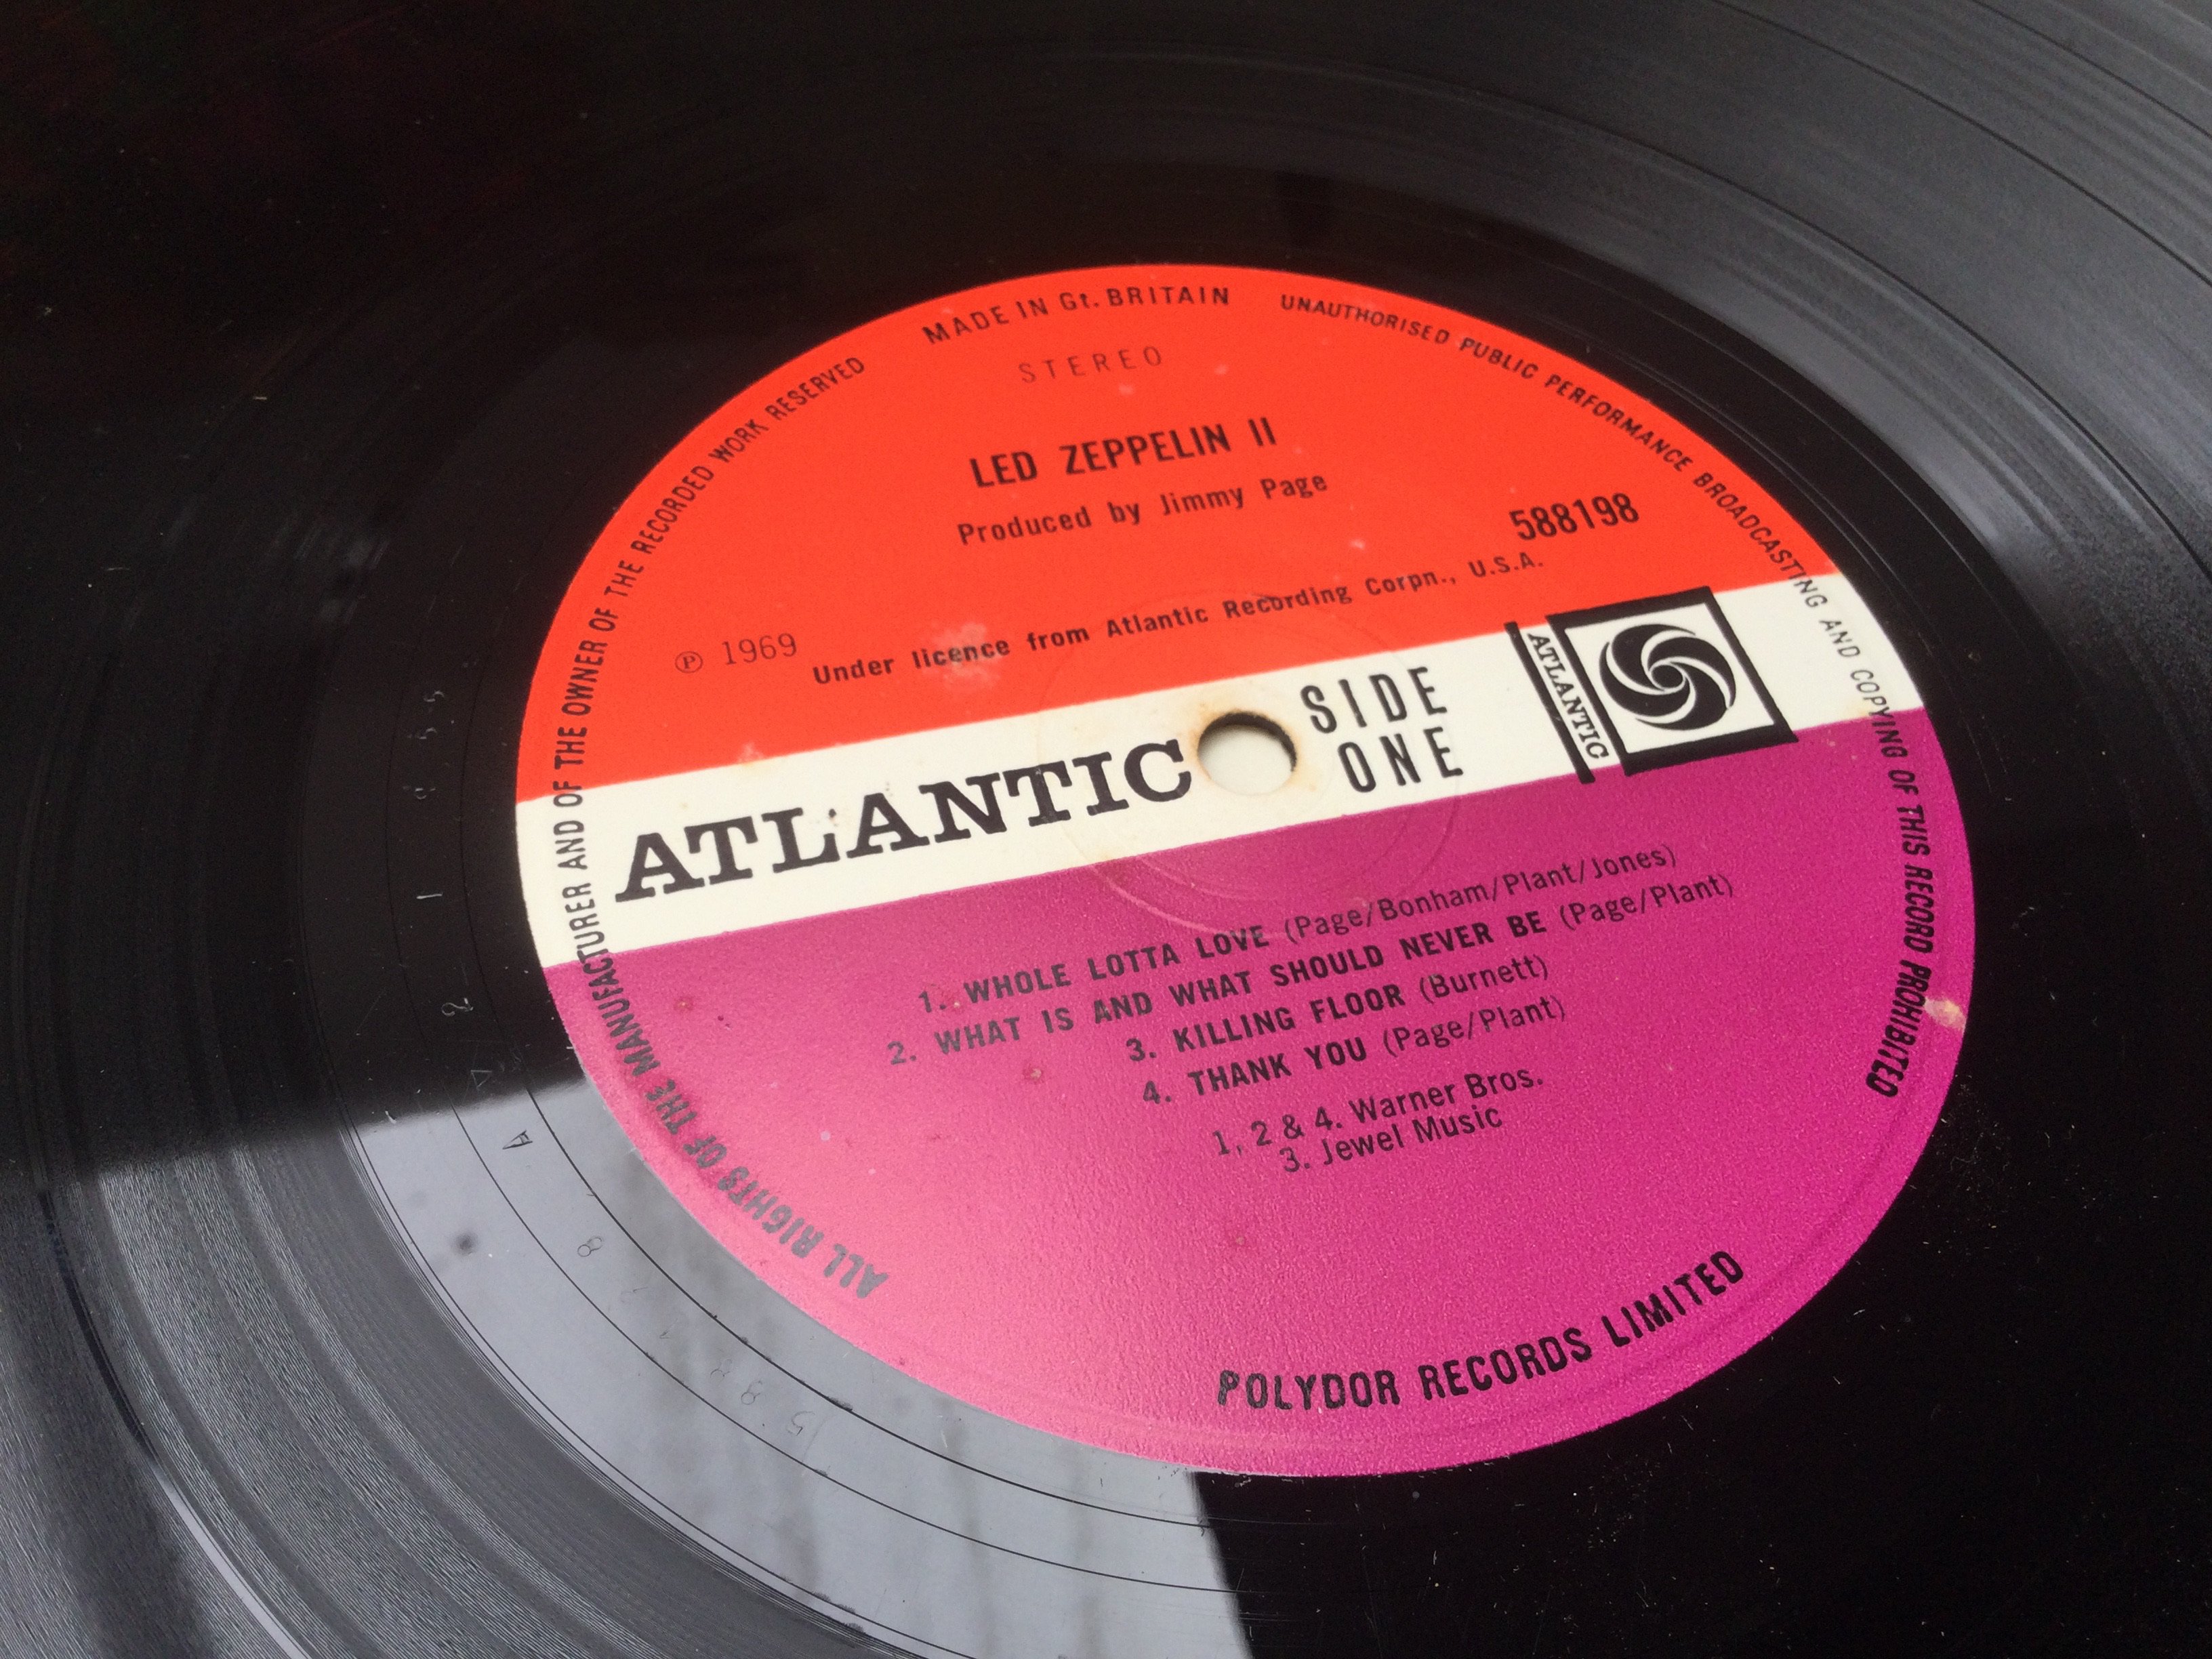 MADE IN Gt. BRITAIN
UNAUTHORISED PUBLIC PERFORMANCE BROADCASTING AND COPYING OF THIS RECORD PROHIBITED
ALL RIGHTS OF THE MANUFACTURER AND OF THE OWNER OF THE RECORDED WORK RESERVED
STEREO
LED ZEPPELIN II
Produced by Jimmy Page
588198
℗ 1969
Under licence from Atlantic Recording Corpn., U.S.A.
ATLANTIC
SIDE
ONE
ATLANTIC
1. WHOLE LOTTA LOVE (Page/Bonham/Plant/Jones)
2. WHAT IS AND WHAT SHOULD NEVER BE (Page/Plant)
3. KILLING FLOOR (Burnett)
4. THANK YOU (Page/Plant)
1, 2 & 4. Warner Bros.
3. Jewel Music
POLYDOR RECORDS LIMITED